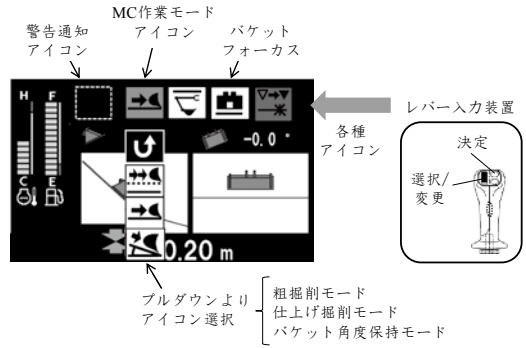 MC作業モード
アイコン
警告通知
アイコン
バケット
フォーカス
H
F
C
E
-0.0 °
0.20 m
各種
アイコン
レバー入力装置
決定
選択/
変更
プルダウンより
アイコン選択
粗掘削モード
仕上げ掘削モード
バケット角度保持モード